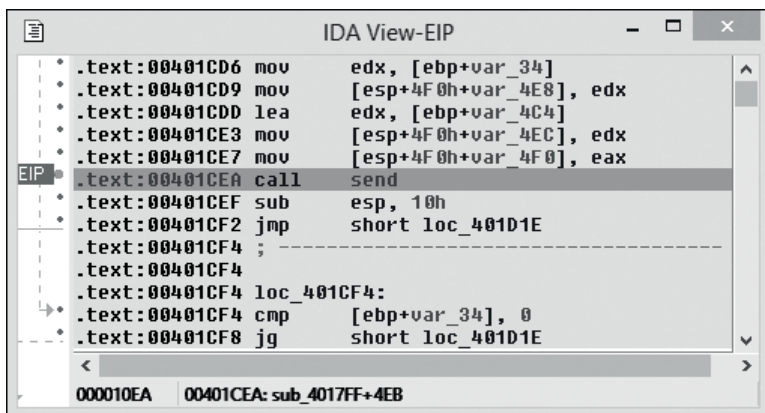 IDA View-EIP
.text:00401CD6 mov edx, [ebp+var_34]
.text:00401CD9 mov [esp+4F0h+var_4E8], edx
.text:00401CDD lea edx, [ebp+var_4C4]
.text:00401CE3 mov [esp+4F0h+var_4EC], edx
.text:00401CE7 mov [esp+4F0h+var_4F0], eax
EIP .text:00401CEA call send
.text:00401CEF sub esp, 10h
.text:00401CF2 jmp short loc_401D1E
.text:00401CF4 ; ---------------------------------------
.text:00401CF4
.text:00401CF4 loc_401CF4:
.text:00401CF4 cmp [ebp+var_34], 0
.text:00401CF8 jg short loc_401D1E
000010EA 00401CEA: sub_4017FF+4EB